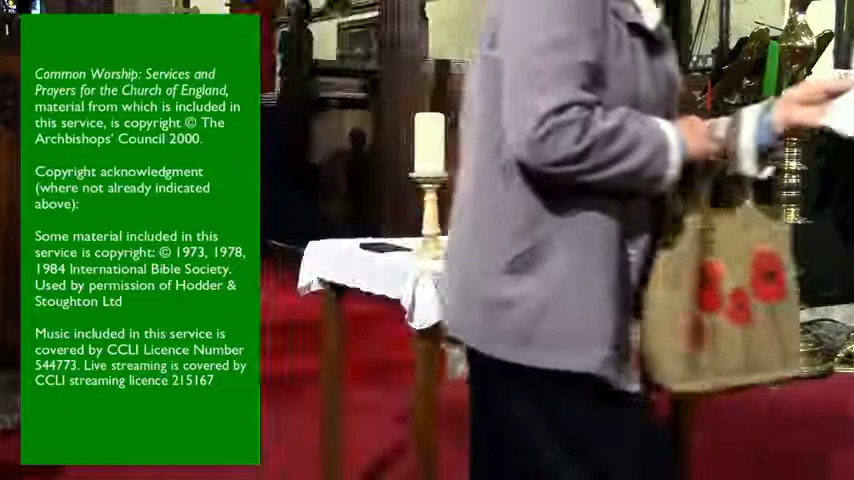 Common Worship: Services and
Prayers for the Church of England,
material from which is included in
this service, is copyright © The
Archbishops' Council 2000.
Copyright acknowledgment
(where not already indicated
above):
Some material included in this
service is copyright: © 1973, 1978,
1984 International Bible Society.
Used by permission of Hodder &
Stoughton Ltd
Music included in this service is
covered by CCLI Licence Number
544773. Live streaming is covered by
CCLI streaming licence 215167